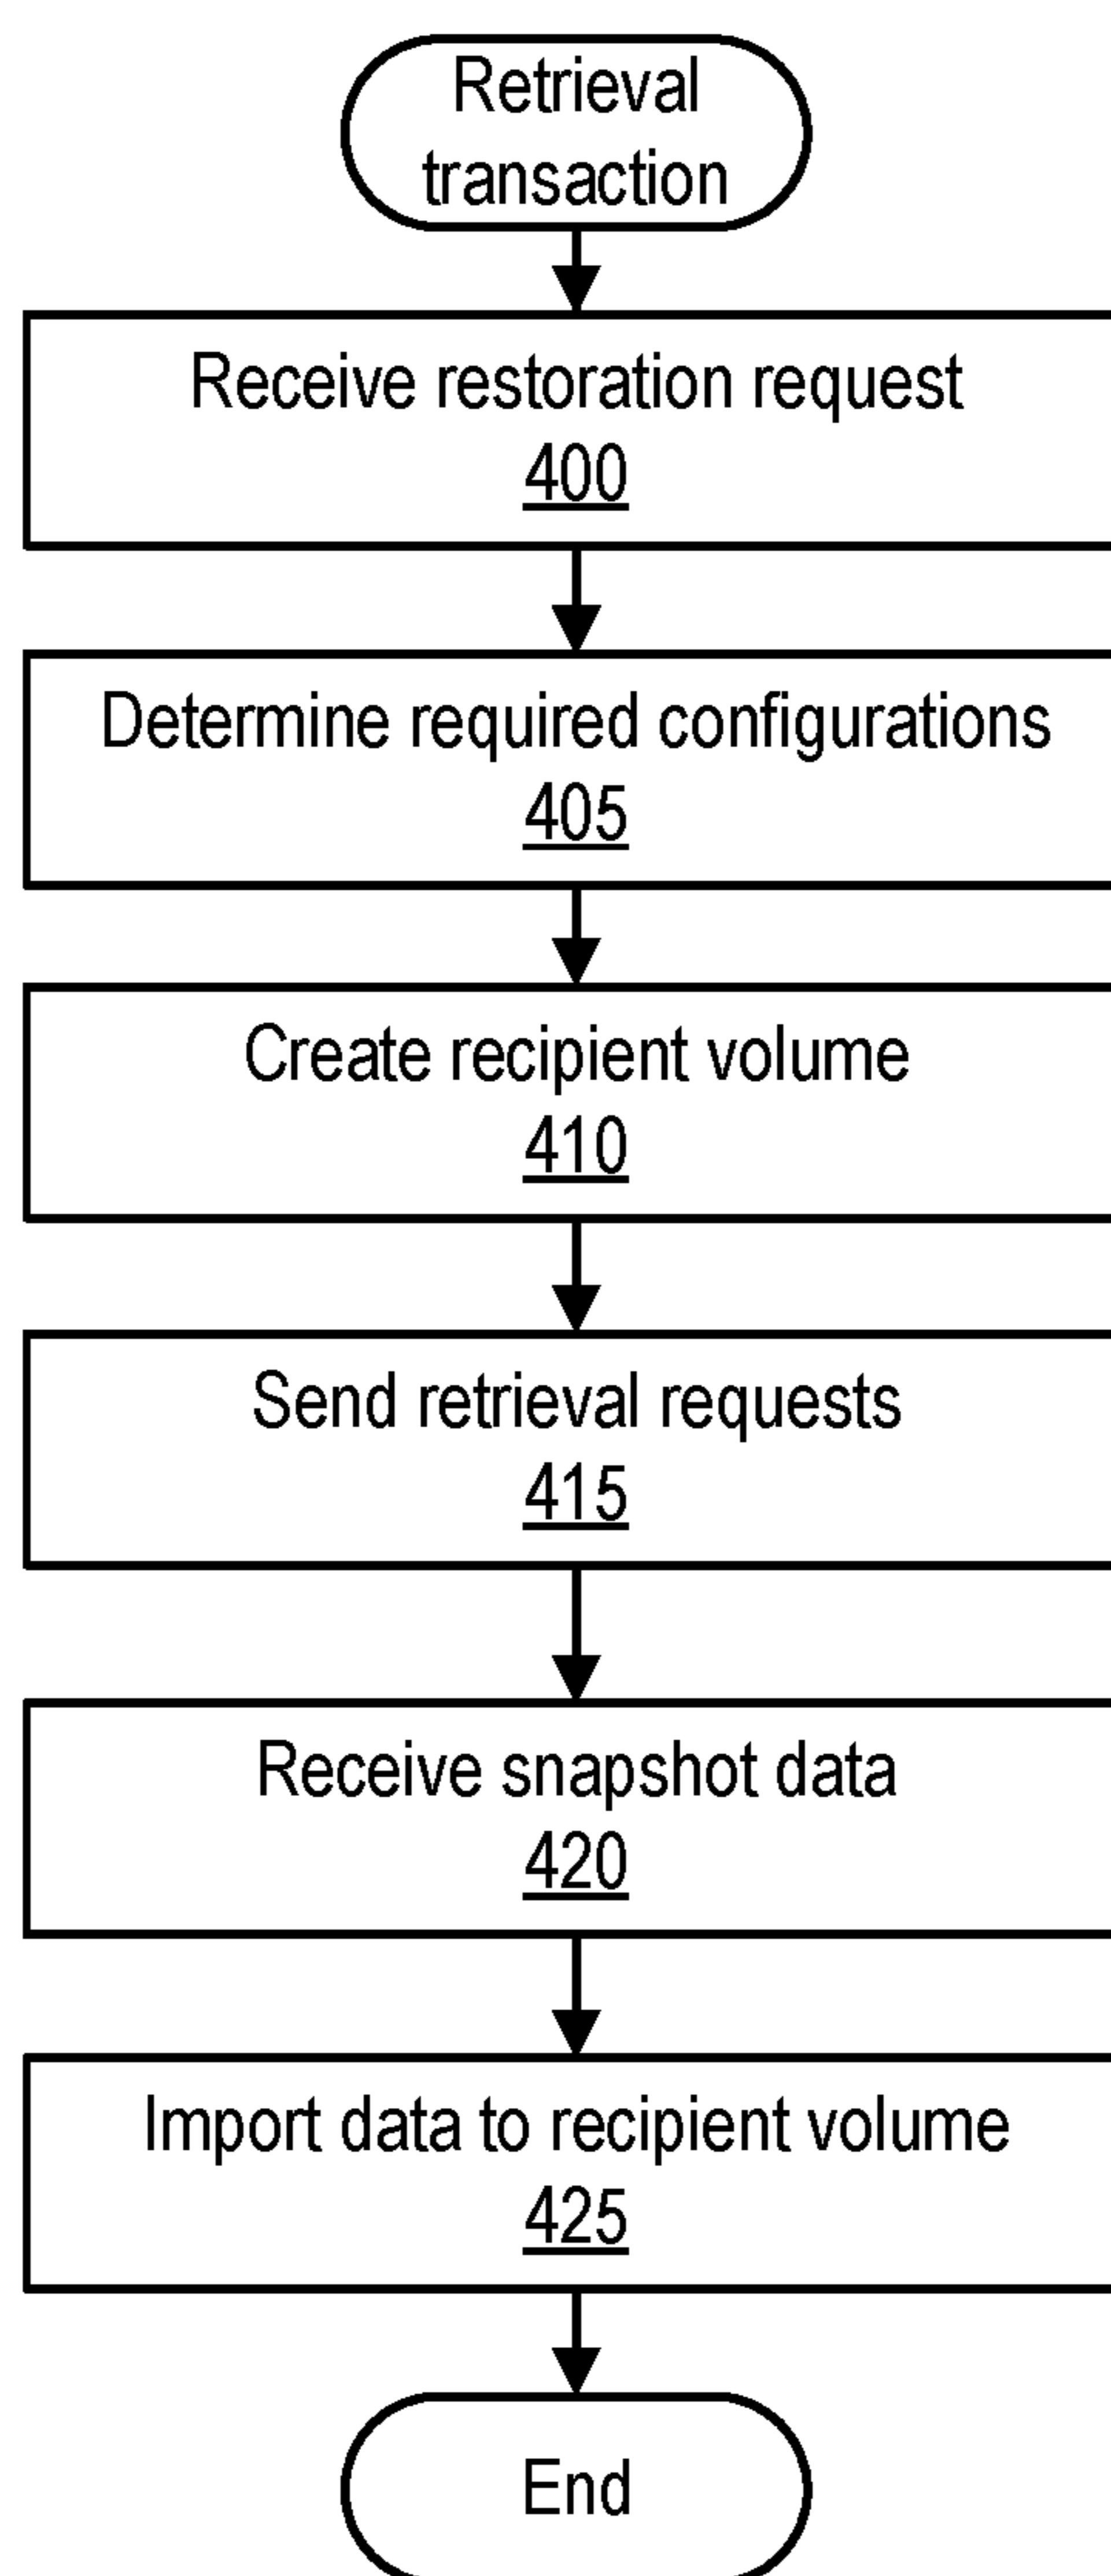 Retrieval
transaction
Receive restoration request
400
Determine required configurations
405
Create recipient volume
410
Send retrieval requests
415
Receive snapshot data
420
Import data to recipient volume
425
End